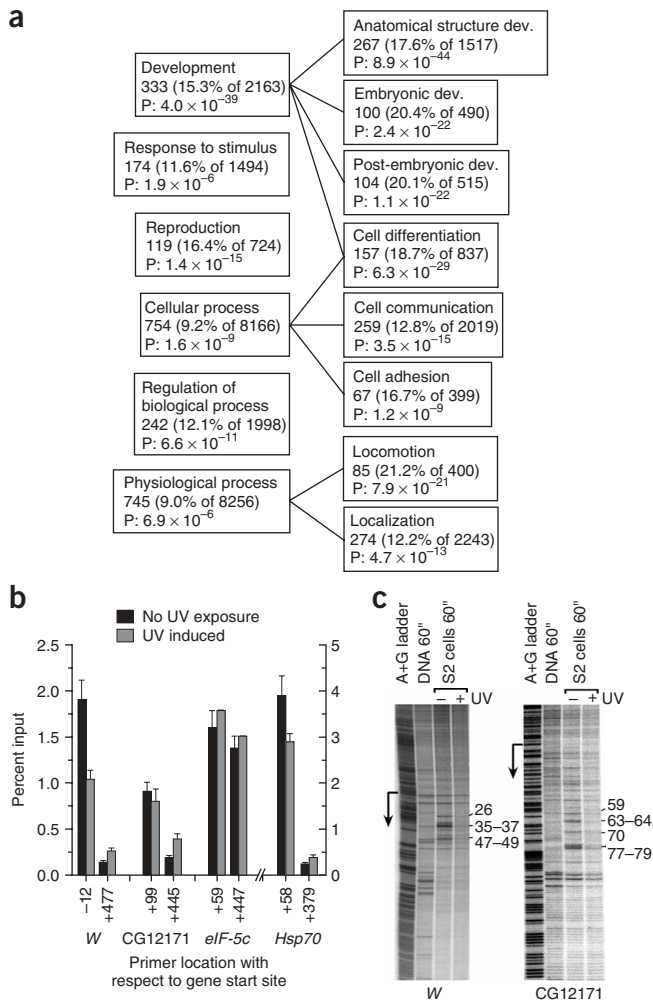 a
Development
333 (15.3% of 2163)
P: 4.0 × 10–39
Response to stimulus
174 (11.6% of 1494)
P: 1.9 × 10–6
Reproduction
119 (16.4% of 724)
P: 1.4 × 10–15
Cellular process
754 (9.2% of 8166)
P: 1.6 × 10–9
Regulation of
biological process
242 (12.1% of 1998)
P: 6.6 × 10–11
Physiological process
745 (9.0% of 8256)
P: 6.9 × 10–6
Anatomical structure dev.
267 (17.6% of 1517)
P: 8.9 × 10–44
Embryonic dev.
100 (20.4% of 490)
P: 2.4 × 10–22
Post-embryonic dev.
104 (20.1% of 515)
P: 1.1 × 10–22
Cell differentiation
157 (18.7% of 837)
P: 6.3 × 10–29
Cell communication
259 (12.8% of 2019)
P: 3.5 × 10–15
Cell adhesion
67 (16.7% of 399)
P: 1.2 × 10–9
Locomotion
85 (21.2% of 400)
P: 7.9 × 10–21
Localization
274 (12.2% of 2243)
P: 4.7 × 10–13
b
No UV exposure
UV induced
Percent input
2.5
2.0
1.5
1.0
0.5
0.0
5
4
3
2
1
0
–12
+477
+99
+445
+59
+447
+58
+379
W
CG12171
eIF-5c
Hsp70
Primer location with
respect to gene start site
c
A+G ladder
DNA 60"
S2 cells 60"
– + UV
26
35–37
47–49
W
A+G ladder
DNA 60"
S2 cells 60"
– + UV
59
63–64
70
77–79
CG12171